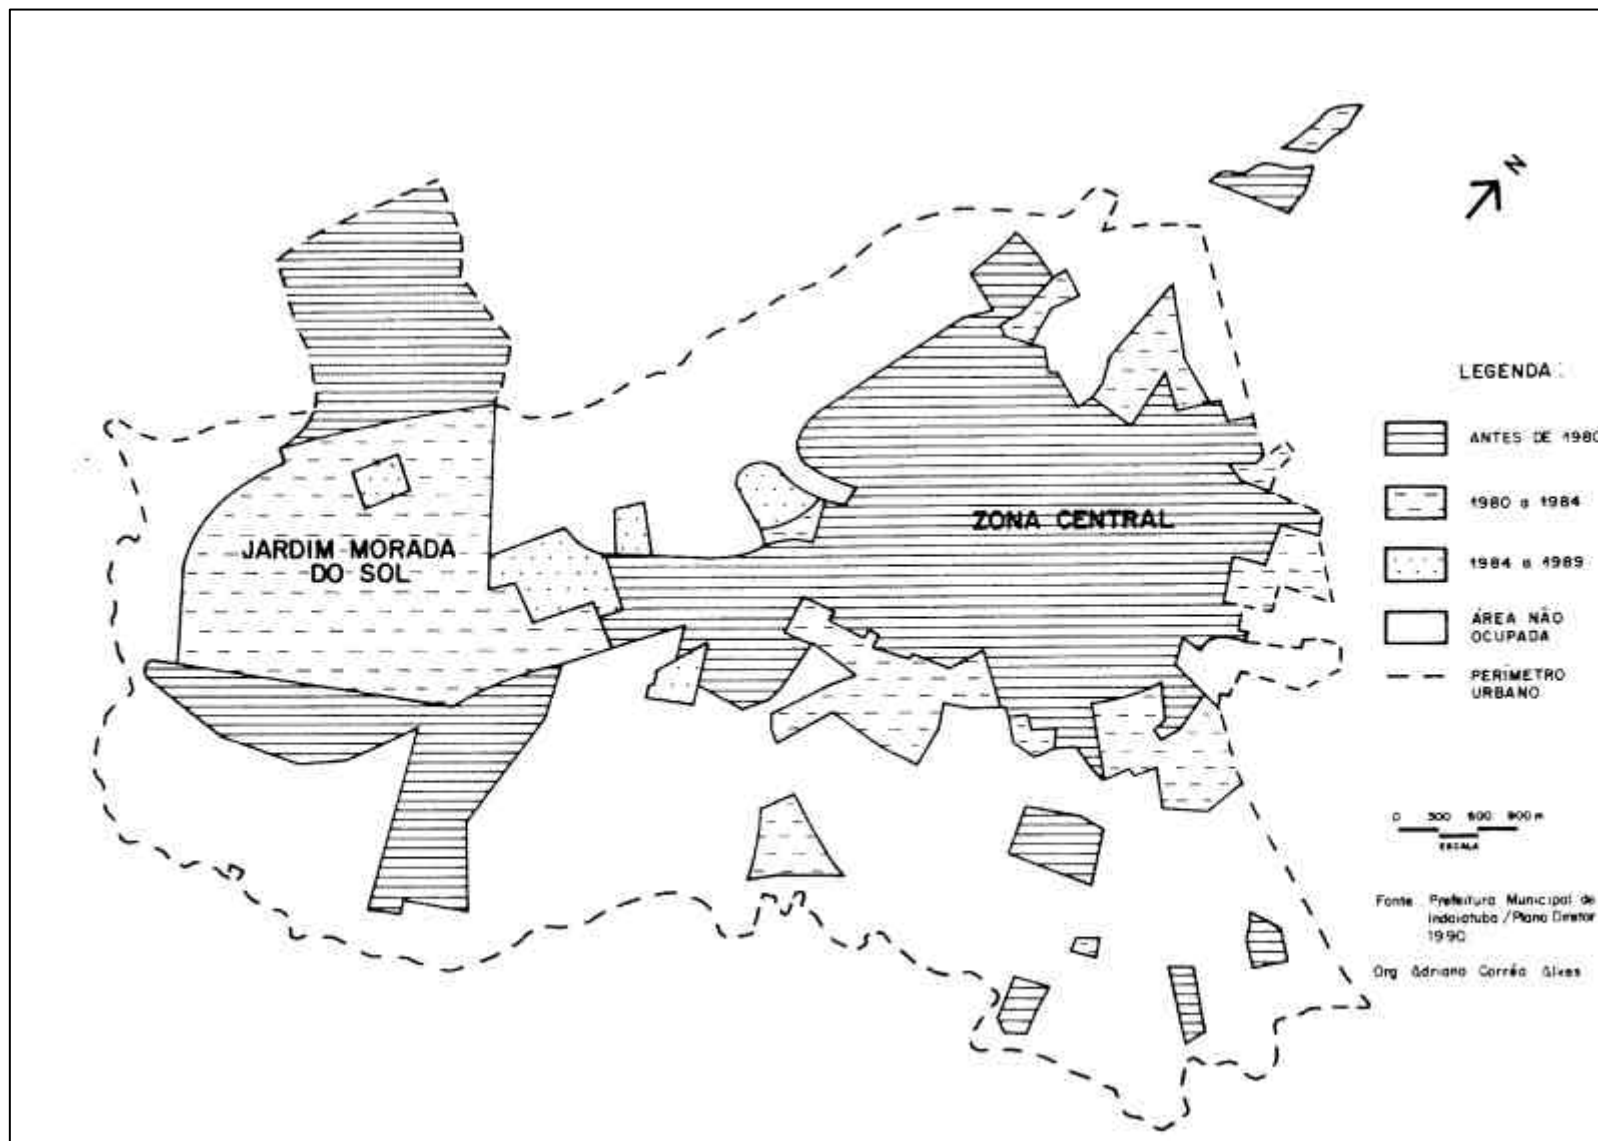 N
LEGENDA:
ANTES DE 1980
1980 a 1984
1984 a 1989
ÁREA NÃO
OCUPADA
PERÍMETRO
URBANO
JARDIM MORADA
DO SOL
ZONA CENTRAL
0 300 600 900 m
ESCALA
Fonte: Prefeitura Municipal de
Indaiatuba / Plano Diretor
1990
Org Adriano Corrêa Alves